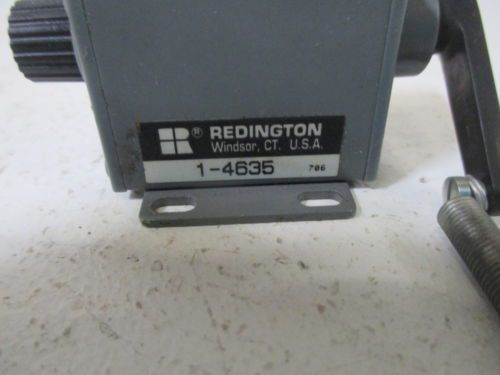 R® REDINGTON
Windsor, CT. U.S.A.
1-4635 706